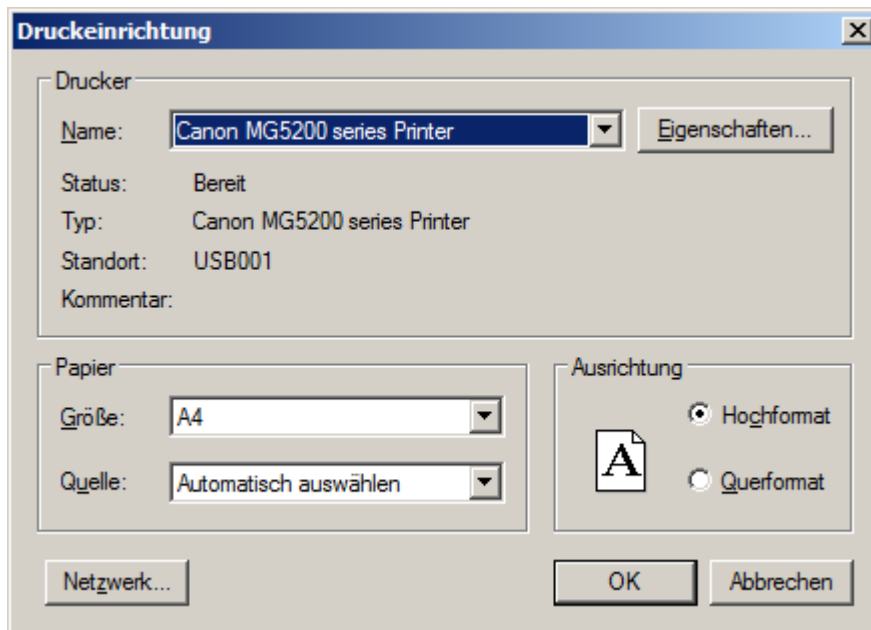 Druckeinrichtung
Drucker
Name: Canon MG5200 series Printer Eigenschaften...
Status: Bereit
Typ: Canon MG5200 series Printer
Standort: USB001
Kommentar:
Papier
Größe: A4
Quelle: Automatisch auswählen
Ausrichtung
A
Hochformat
Querformat
Netzwerk... OK Abbrechen